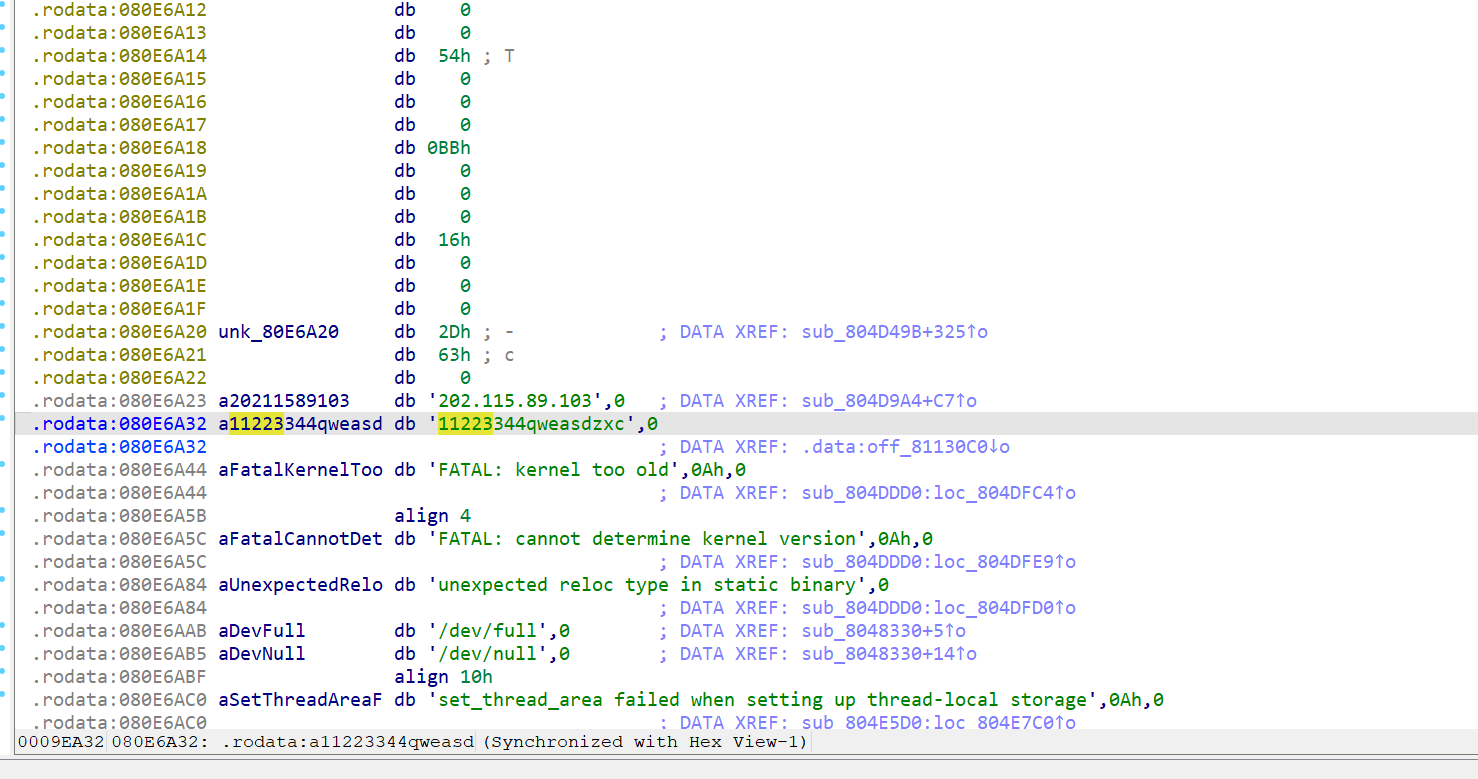 .rodata:080E6A12 db 0
.rodata:080E6A13 db 0
.rodata:080E6A14 db 54h ; T
.rodata:080E6A15 db 0
.rodata:080E6A16 db 0
.rodata:080E6A17 db 0
.rodata:080E6A18 db 0BBh
.rodata:080E6A19 db 0
.rodata:080E6A1A db 0
.rodata:080E6A1B db 0
.rodata:080E6A1C db 16h
.rodata:080E6A1D db 0
.rodata:080E6A1E db 0
.rodata:080E6A1F db 0
.rodata:080E6A20 unk_80E6A20 db 2Dh ; - ; DATA XREF: sub_804D49B+325↑o
.rodata:080E6A21 db 63h ; c
.rodata:080E6A22 db 0
.rodata:080E6A23 a20211589103 db '202.115.89.103',0 ; DATA XREF: sub_804D9A4+C7↑o
.rodata:080E6A32 a11223344qweasd db '11223344qweasdzxc',0
.rodata:080E6A32 ; DATA XREF: .data:off_81130C0↓o
.rodata:080E6A44 aFatalKernelToo db 'FATAL: kernel too old',0Ah,0
.rodata:080E6A44 ; DATA XREF: sub_804DDD0:loc_804DFC4↑o
.rodata:080E6A5B align 4
.rodata:080E6A5C aFatalCannotDet db 'FATAL: cannot determine kernel version',0Ah,0
.rodata:080E6A5C ; DATA XREF: sub_804DDD0:loc_804DFE9↑o
.rodata:080E6A84 aUnexpectedRelo db 'unexpected reloc type in static binary',0
.rodata:080E6A84 ; DATA XREF: sub_804DDD0:loc_804DFD0↑o
.rodata:080E6AAB aDevFull db '/dev/full',0 ; DATA XREF: sub_8048330+5↑o
.rodata:080E6AB5 aDevNull db '/dev/null',0 ; DATA XREF: sub_8048330+14↑o
.rodata:080E6ABF align 10h
.rodata:080E6AC0 aSetThreadAreaF db 'set_thread_area failed when setting up thread-local storage',0Ah,0
.rodata:080E6AC0 ; DATA XREF: sub_804E5D0:loc_804E7C0↑o
0009EA32 080E6A32: .rodata:a11223344qweasd (Synchronized with Hex View-1)